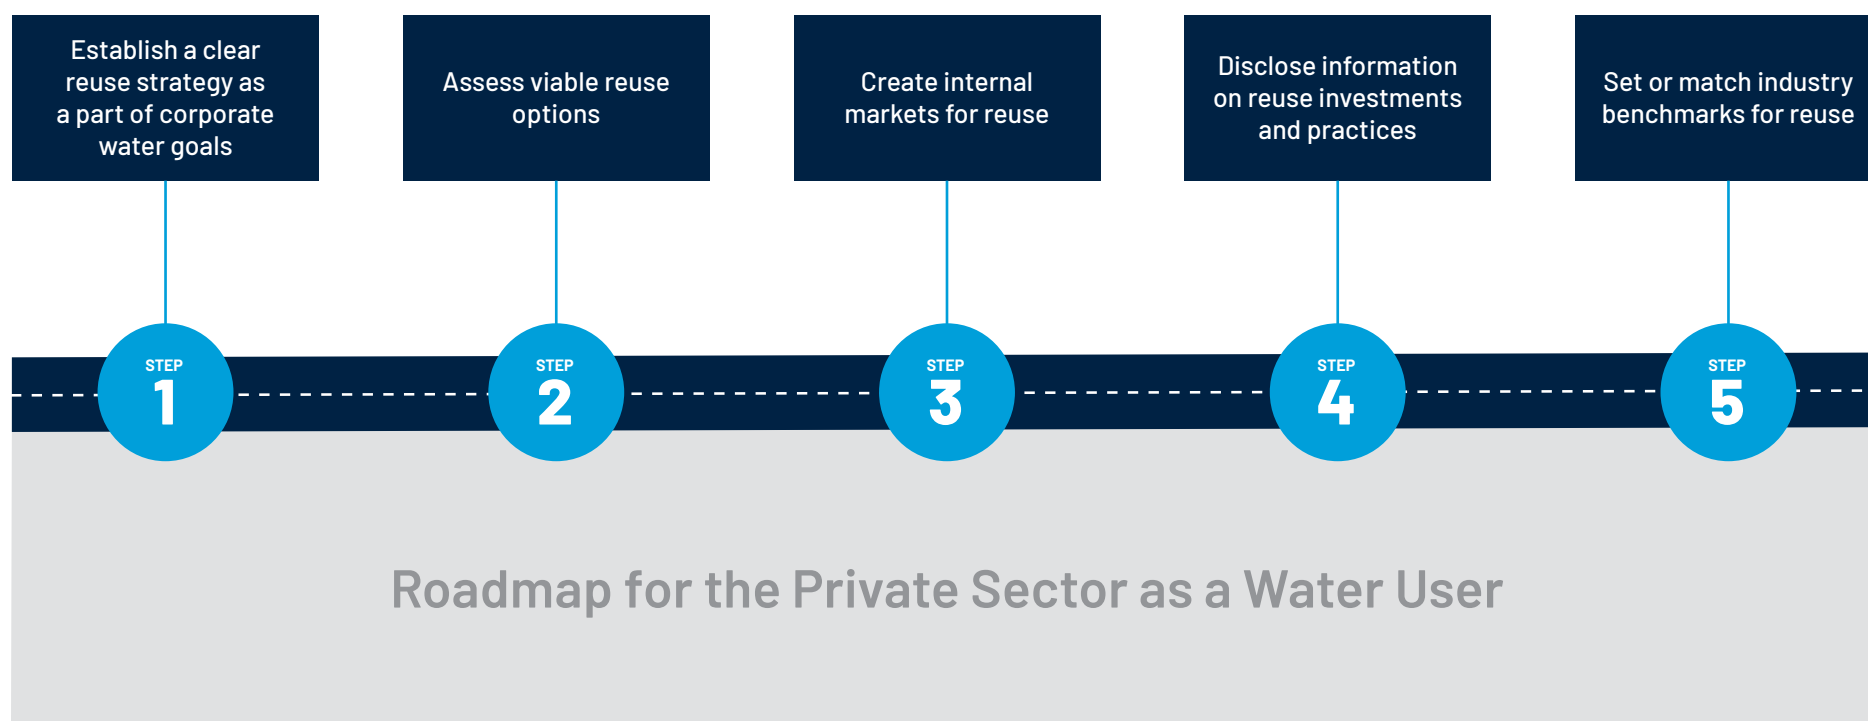 Establish a clear
reuse strategy as
a part of corporate
water goals
Assess viable reuse
options
Create internal
markets for reuse
Disclose information
on reuse investments
and practices
Set or match industry
benchmarks for reuse
STEP
1
STEP
2
STEP
3
STEP
4
STEP
5
Roadmap for the Private Sector as a Water User